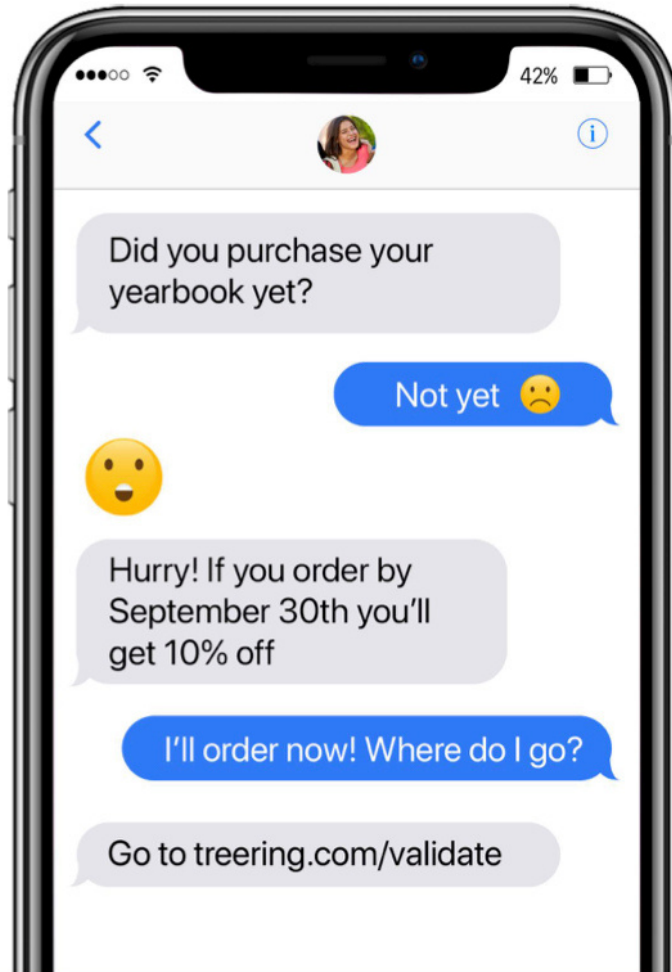 42%
Did you purchase your
yearbook yet?
Not yet ☹️
😮
Hurry! If you order by
September 30th you'll
get 10% off
I'll order now! Where do I go?
Go to treering.com/validate